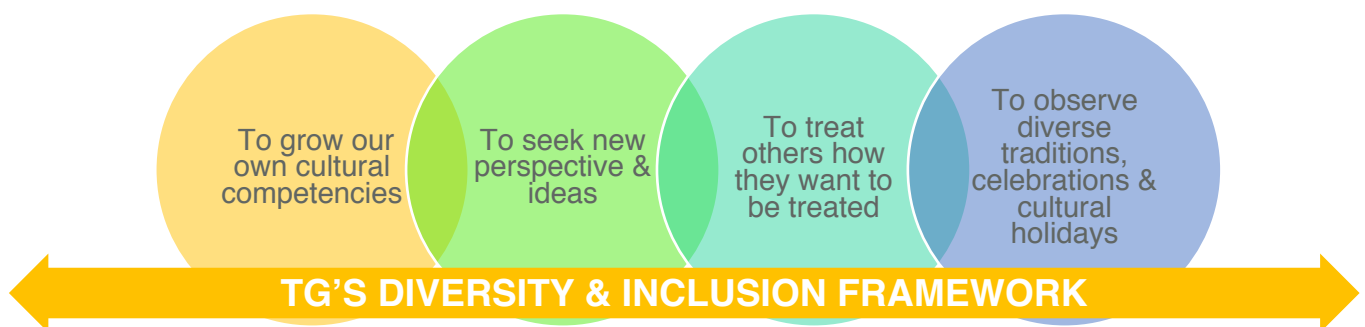 To grow our
own cultural
competencies
To seek new
perspective &
ideas
To treat
others how
they want to
be treated
To observe
diverse
traditions,
celebrations &
cultural
holidays
TG'S DIVERSITY & INCLUSION FRAMEWORK